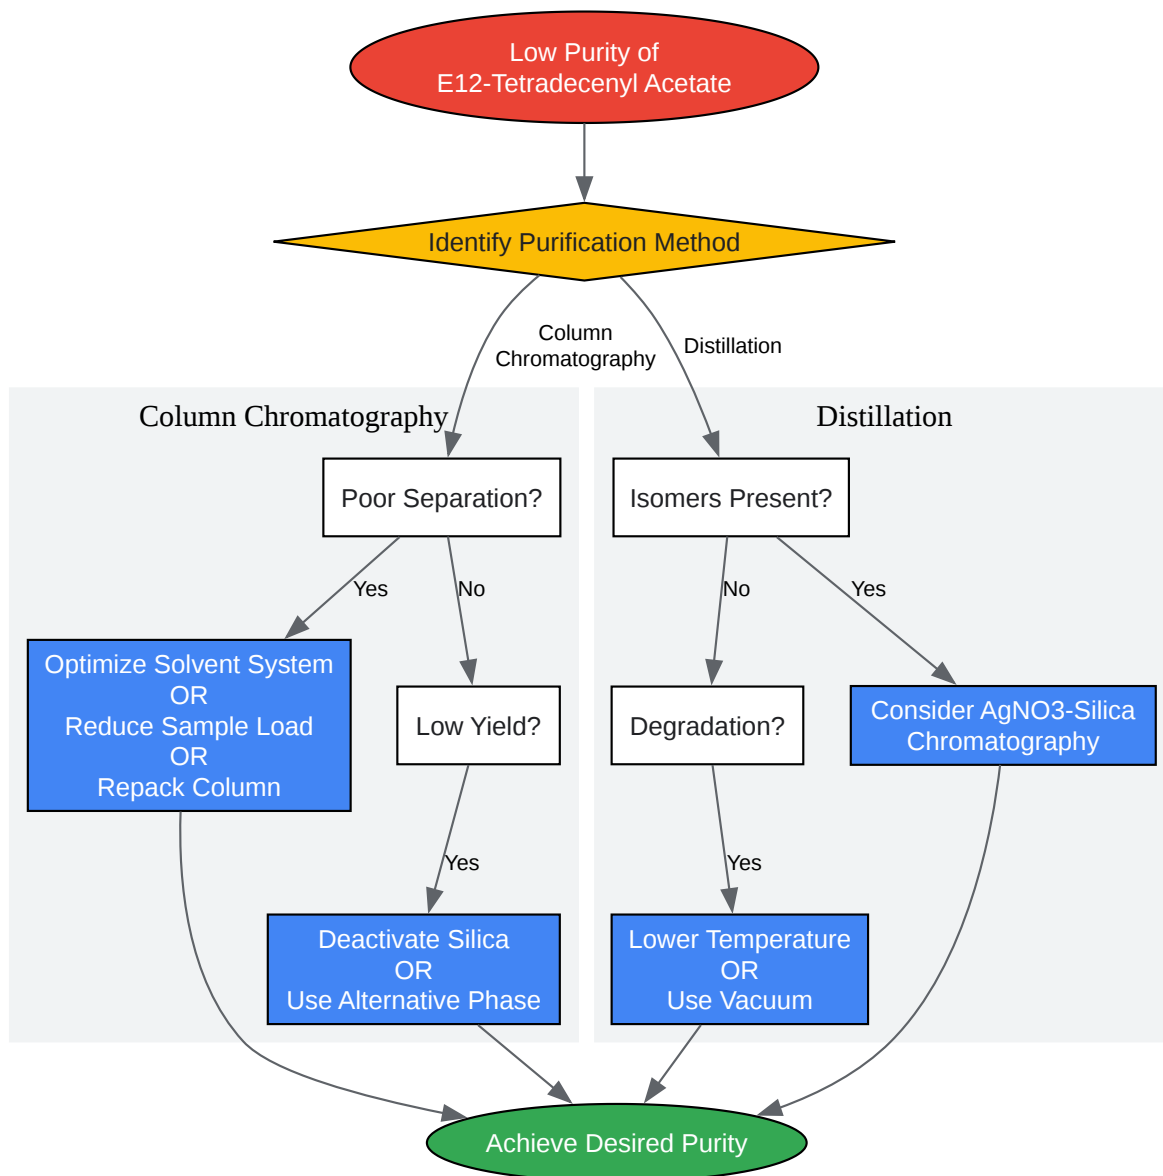 Low Purity of
E12-Tetradecenyl Acetate
Identify Purification Method
Column
Chromatography
Distillation
Column Chromatography
Distillation
Poor Separation?
Isomers Present?
Yes
No
No
Yes
Optimize Solvent System
OR
Reduce Sample Load
OR
Repack Column
Low Yield?
Degradation?
Consider AgNO3-Silica
Chromatography
Yes
Yes
Deactivate Silica
OR
Use Alternative Phase
Lower Temperature
OR
Use Vacuum
Achieve Desired Purity